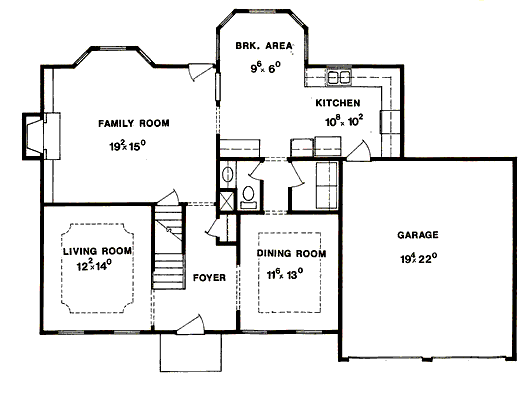 BRK. AREA
9⁶ × 6⁰
KITCHEN
10⁸ × 10²
FAMILY ROOM
19² × 15⁰
LIVING ROOM
12² × 14⁰
FOYER
DINING ROOM
11⁶ × 13⁰
GARAGE
19⁴ × 22⁰